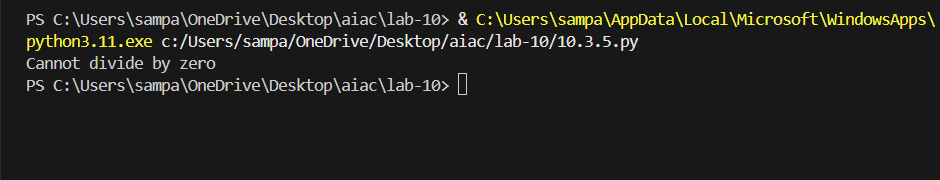 PS C:\Users\sampa\OneDrive\Desktop\aiac\lab-10> & C:\Users\sampa\AppData\Local\Microsoft\WindowsApps\
python3.11.exe c:/Users/sampa/OneDrive/Desktop/aiac/lab-10/10.3.5.py
Cannot divide by zero
PS C:\Users\sampa\OneDrive\Desktop\aiac\lab-10>